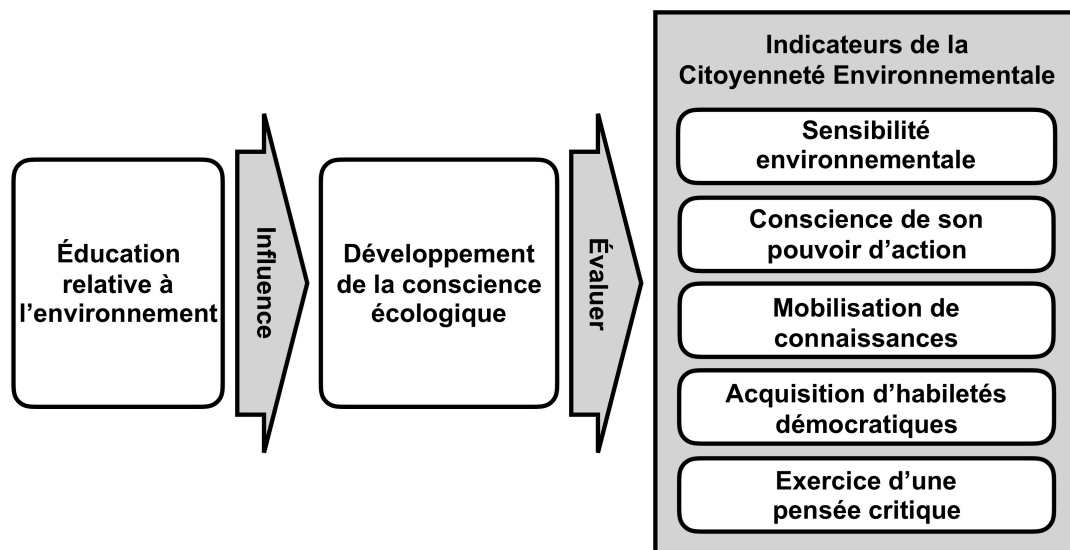 Éducation
relative à
l’environnement
Influence
Développement
de la conscience
écologique
Évaluer
Indicateurs de la
Citoyenneté Environnementale
Sensibilité
environnementale
Conscience de son
pouvoir d’action
Mobilisation de
connaissances
Acquisition d’habiletés
démocratiques
Exercice d’une
pensée critique